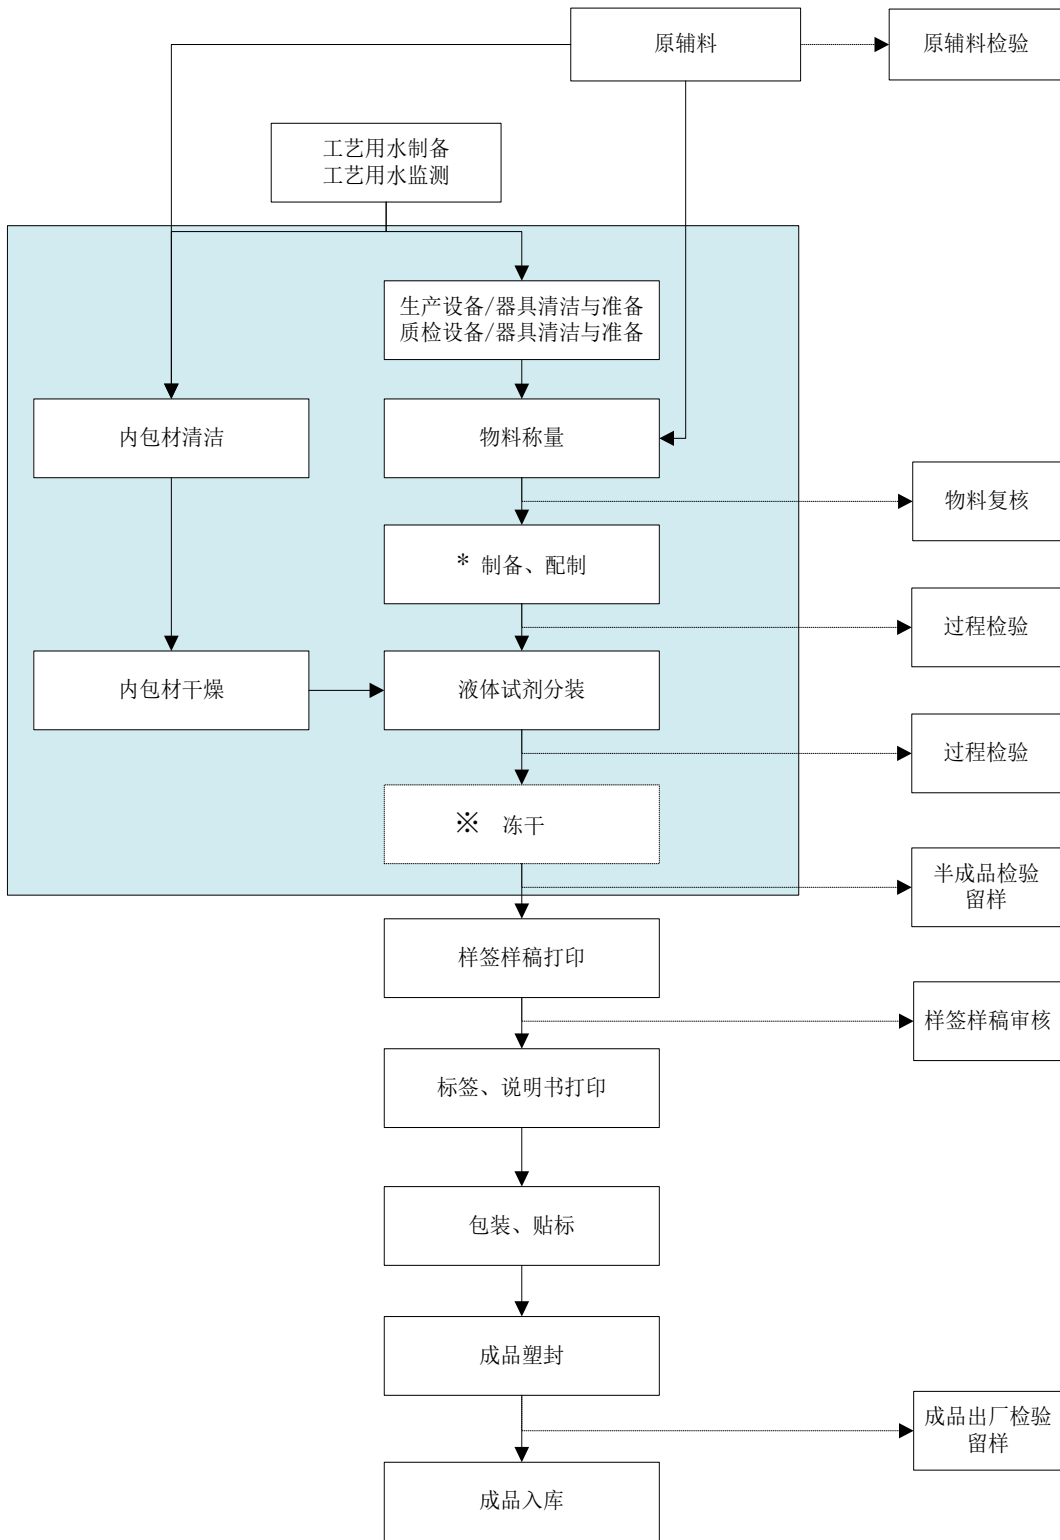 原辅料
原辅料检验
工艺用水制备
工艺用水监测
生产设备/器具清洁与准备
质检设备/器具清洁与准备
内包材清洁
物料称量
物料复核
* 制备、配制
过程检验
内包材干燥
液体试剂分装
过程检验
※ 冻干
半成品检验
留样
样签样稿打印
样签样稿审核
标签、说明书打印
包装、贴标
成品塑封
成品出厂检验
留样
成品入库